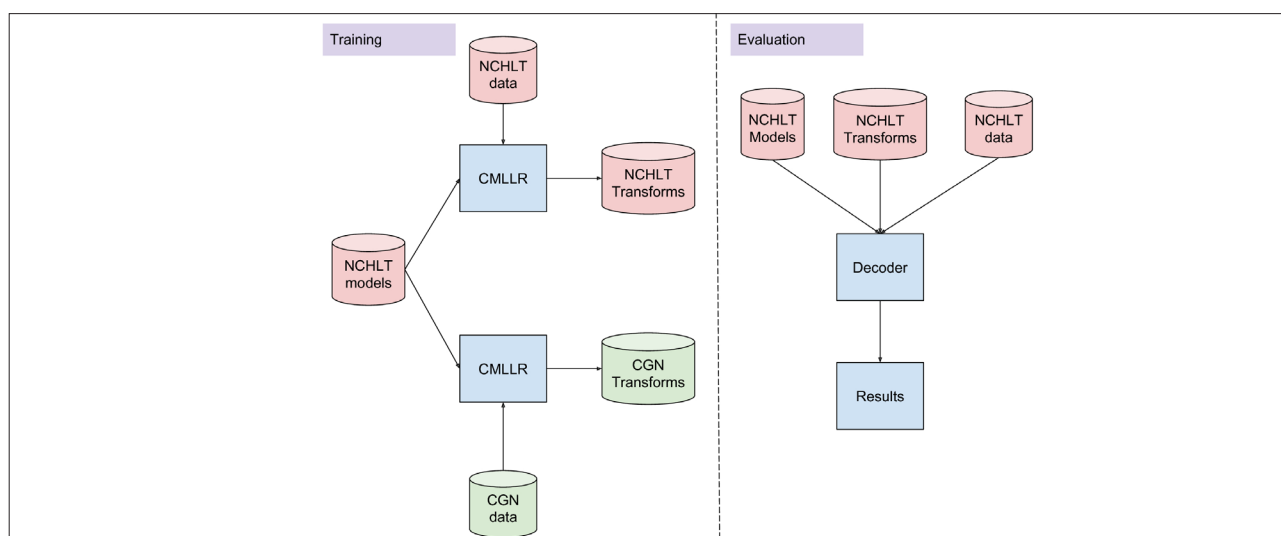 Training
NCHLT
data
CMLLR
NCHLT
Transforms
NCHLT
models
CMLLR
CGN
Transforms
CGN
data
Evaluation
NCHLT
Models
NCHLT
Transforms
NCHLT
data
Decoder
Results